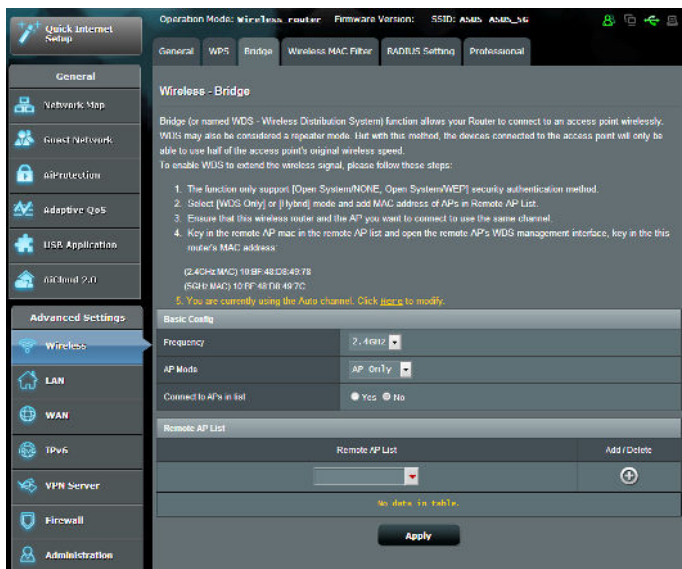 Quick Internet
Setup
Operation Mode: Wireless router Firmware Version: SSID: ASUS ASUS_5G
General WPS Bridge Wireless MAC Filter RADIUS Setting Professional
General
Network Map
Guest Network
AiProtection
Adaptive QoS
USB Application
AiCloud 2.0
Advanced Settings
Wireless
LAN
WAN
IPv6
VPN Server
Firewall
Administration
Wireless - Bridge
Bridge (or named WDS - Wireless Distribution System) function allows your Router to connect to an access point wirelessly.
WDS may also be considered a repeater mode. But with this method, the devices connected to the access point will only be
able to use half of the access point's original wireless speed.
To enable WDS to extend the wireless signal, please follow these steps:
1. The function only support [Open System/NONE, Open System/WEP] security authentication method.
2. Select [WDS Only] or [Hybrid] mode and add MAC address of APs in Remote AP List.
3. Ensure that this wireless router and the AP you want to connect to use the same channel.
4. Key in the remote AP mac in the remote AP list and open the remote AP's WDS management interface, key in the this
router's MAC address:
(2.4GHz MAC) 10:BF:48:D8:49:78
(5GHz MAC) 10:BF:48:D8:49:7C
5. You are currently using the Auto channel. Click Here to modify.
Basic Config
Frequency 2.4GHz
AP Mode AP Only
Connect to APs in list Yes No
Remote AP List
Remote AP List Add / Delete
No data in table.
Apply